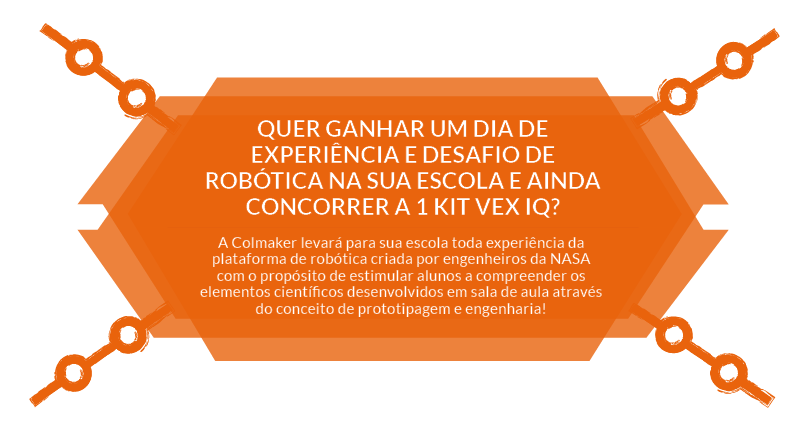 QUER GANHAR UM DIA DE
EXPERIÊNCIA E DESAFIO DE
ROBÓTICA NA SUA ESCOLA E AINDA
CONCORRER A 1 KIT VEX IQ?
A Colmaker levará para sua escola toda experiência da
plataforma de robótica criada por engenheiros da NASA
com o propósito de estimular alunos a compreender os
elementos científicos desenvolvidos em sala de aula através
do conceito de prototipagem e engenharia!